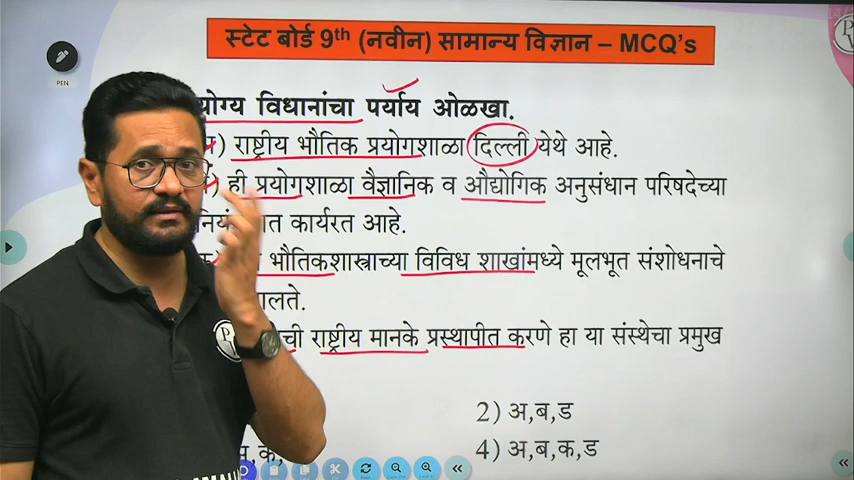 स्टेट बोर्ड 9th (नवीन) सामान्य विज्ञान – MCQ's
PEN
योग्य विधानांचा पर्याय ओळखा.
) राष्ट्रीय भौतिक प्रयोगशाळा दिल्ली येथे आहे.
) ही प्रयोगशाळा वैज्ञानिक व औद्योगिक अनुसंधान परिषदेच्या
कार्यरत आहे.
भौतिकशास्त्राच्या विविध शाखांमध्ये मूलभूत संशोधनाचे
राष्ट्रीय मानके प्रस्थापित करणे हा या संस्थेचा प्रमुख
2) अ,ब,ड
4) अ,ब,क,ड